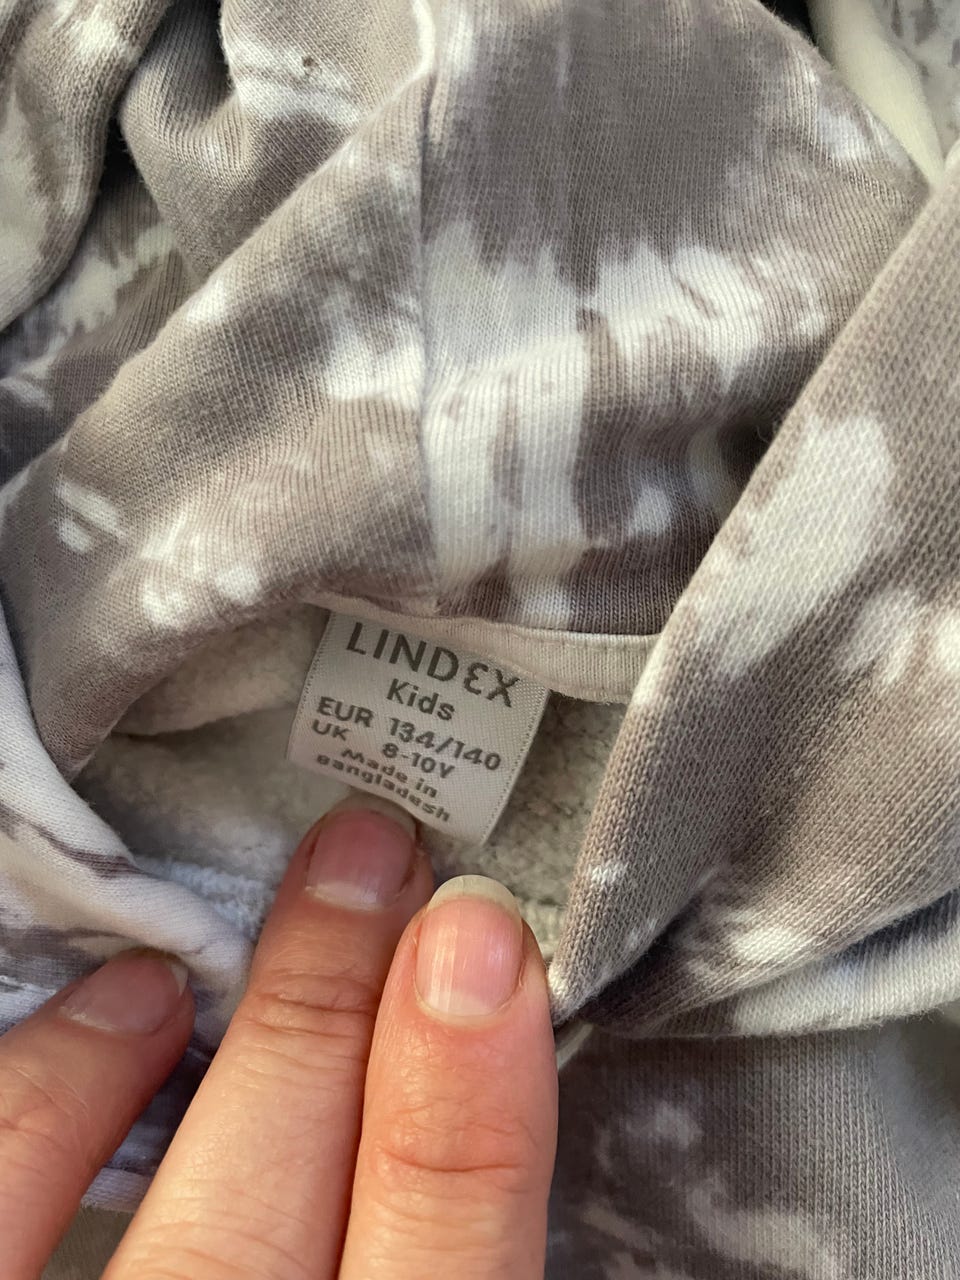 LINDEX
Kids
EUR 134/140
UK 8-10Y
Made in
Bangladesh